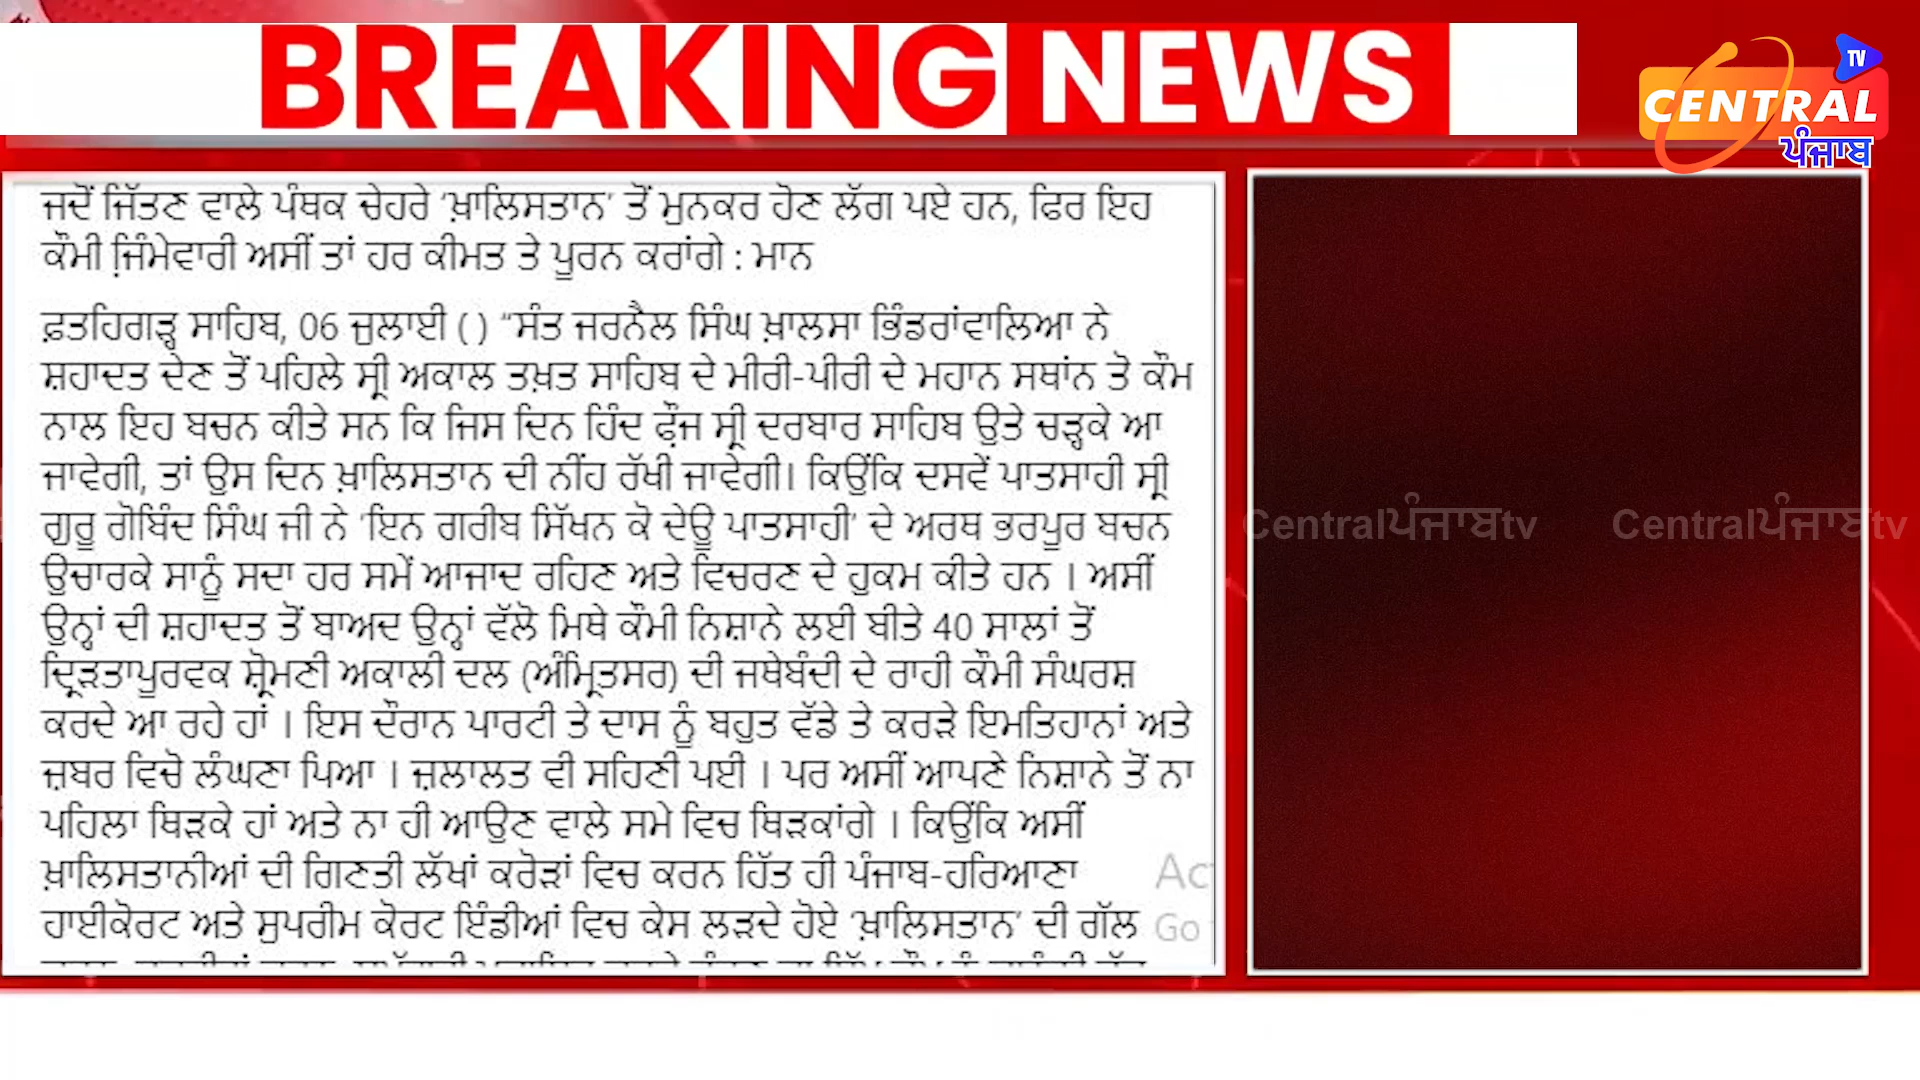 BREAKING NEWS
TV
CENTRAL
ਪੰਜਾਬ
ਜਦੋਂ ਜਿੱਤਣ ਵਾਲੇ ਪੰਥਕ ਚੇਹਰੇ ‘ਖ਼ਾਲਿਸਤਾਨ’ ਤੋਂ ਮੁਨਕਰ ਹੋਣ ਲੱਗ ਪਏ ਹਨ, ਫਿਰ ਇਹ
ਕੌਮੀ ਜਿ਼ੰਮੇਵਾਰੀ ਅਸੀਂ ਤਾਂ ਹਰ ਕੀਮਤ ਤੇ ਪੂਰਨ ਕਰਾਂਗੇ : ਮਾਨ
ਫ਼ਤਹਿਗੜ੍ਹ ਸਾਹਿਬ, 06 ਜੁਲਾਈ ( ) “ਸੰਤ ਜਰਨੈਲ ਸਿੰਘ ਖ਼ਾਲਸਾ ਭਿੰਡਰਾਂਵਾਲਿਆ ਨੇ
ਸ਼ਹਾਦਤ ਦੇਣ ਤੋਂ ਪਹਿਲੇ ਸ੍ਰੀ ਅਕਾਲ ਤਖ਼ਤ ਸਾਹਿਬ ਦੇ ਮੀਰੀ-ਪੀਰੀ ਦੇ ਮਹਾਨ ਸਥਾਂਨ ਤੋ ਕੌਮ
ਨਾਲ ਇਹ ਬਚਨ ਕੀਤੇ ਸਨ ਕਿ ਜਿਸ ਦਿਨ ਹਿੰਦ ਫ਼ੌਜ ਸ੍ਰੀ ਦਰਬਾਰ ਸਾਹਿਬ ਉਤੇ ਚੜ੍ਹਕੇ ਆ
ਜਾਵੇਗੀ, ਤਾਂ ਉਸ ਦਿਨ ਖ਼ਾਲਿਸਤਾਨ ਦੀ ਨੀਂਹ ਰੱਖੀ ਜਾਵੇਗੀ। ਕਿਉਂਕਿ ਦਸਵੇਂ ਪਾਤਸਾਹੀ ਸ੍ਰੀ
ਗੁਰੂ ਗੋਬਿੰਦ ਸਿੰਘ ਜੀ ਨੇ ‘ਇਨ ਗਰੀਬ ਸਿੱਖਨ ਕੋ ਦੇਊ ਪਾਤਸਾਹੀ’ ਦੇ ਅਰਥ ਭਰਪੂਰ ਬਚਨ
ਉਚਾਰਕੇ ਸਾਨੂੰ ਸਦਾ ਹਰ ਸਮੇਂ ਆਜਾਦ ਰਹਿਣ ਅਤੇ ਵਿਚਰਣ ਦੇ ਹੁਕਮ ਕੀਤੇ ਹਨ । ਅਸੀਂ
ਉਨ੍ਹਾਂ ਦੀ ਸ਼ਹਾਦਤ ਤੋਂ ਬਾਅਦ ਉਨ੍ਹਾਂ ਵੱਲੋ ਮਿਥੇ ਕੌਮੀ ਨਿਸ਼ਾਨੇ ਲਈ ਬੀਤੇ 40 ਸਾਲਾਂ ਤੋਂ
ਦ੍ਰਿੜਤਾਪੂਰਵਕ ਸ਼੍ਰੋਮਣੀ ਅਕਾਲੀ ਦਲ (ਅੰਮ੍ਰਿਤਸਰ) ਦੀ ਜਥੇਬੰਦੀ ਦੇ ਰਾਹੀ ਕੌਮੀ ਸੰਘਰਸ਼
ਕਰਦੇ ਆ ਰਹੇ ਹਾਂ । ਇਸ ਦੌਰਾਨ ਪਾਰਟੀ ਤੇ ਦਾਸ ਨੂੰ ਬਹੁਤ ਵੱਡੇ ਤੇ ਕਰੜੇ ਇਮਤਿਹਾਨਾਂ ਅਤੇ
ਜ਼ਬਰ ਵਿਚੋ ਲੰਘਣਾ ਪਿਆ । ਜ਼ਲਾਲਤ ਵੀ ਸਹਿਣੀ ਪਈ । ਪਰ ਅਸੀਂ ਆਪਣੇ ਨਿਸ਼ਾਨੇ ਤੋਂ ਨਾ
ਪਹਿਲਾ ਥਿੜਕੇ ਹਾਂ ਅਤੇ ਨਾ ਹੀ ਆਉਣ ਵਾਲੇ ਸਮੇ ਵਿਚ ਥਿੜਕਾਂਗੇ । ਕਿਉਂਕਿ ਅਸੀਂ
ਖ਼ਾਲਿਸਤਾਨੀਆਂ ਦੀ ਗਿਣਤੀ ਲੱਖਾਂ ਕਰੋੜਾਂ ਵਿਚ ਕਰਨ ਹਿੱਤ ਹੀ ਪੰਜਾਬ-ਹਰਿਆਣਾ
ਹਾਈਕੋਰਟ ਅਤੇ ਸੁਪਰੀਮ ਕੋਰਟ ਇੰਡੀਆਂ ਵਿਚ ਕੇਸ ਲੜਦੇ ਹੋਏ ‘ਖ਼ਾਲਿਸਤਾਨ’ ਦੀ ਗੱਲ
Go
Centralਪੰਜਾਬtv Centralਪੰਜਾਬtv